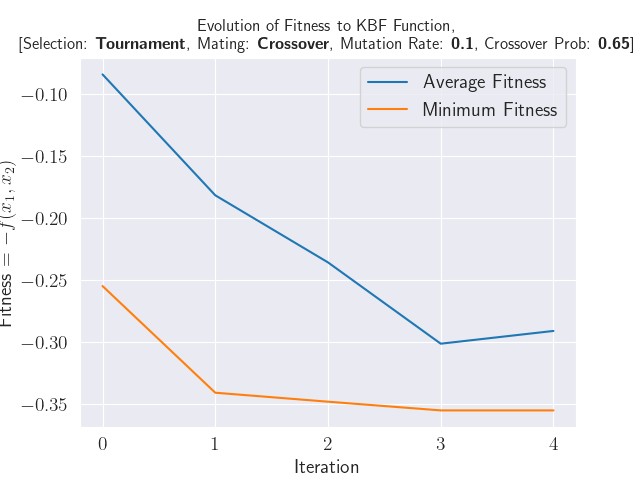 Evolution of Fitness to KBF Function,
[Selection: Tournament, Mating: Crossover, Mutation Rate: 0.1, Crossover Prob: 0.65]
Average Fitness
Minimum Fitness
Fitness = −f(x₁, x₂)
−0.10
−0.15
−0.20
−0.25
−0.30
−0.35
0 1 2 3 4
Iteration